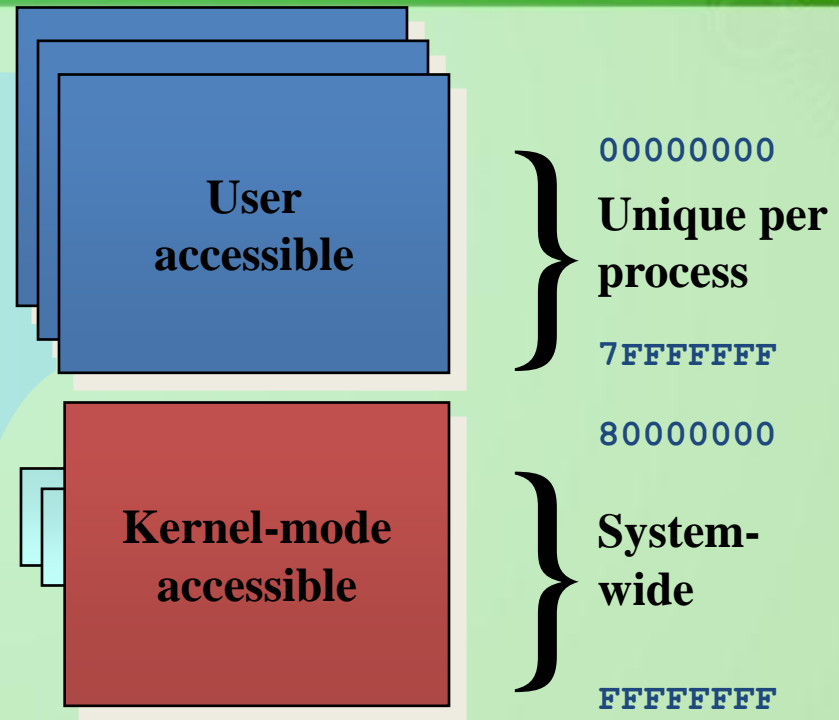 User
accessible
00000000
Unique per
process
7FFFFFFF
80000000
Kernel-mode
accessible
System-
wide
FFFFFFFF